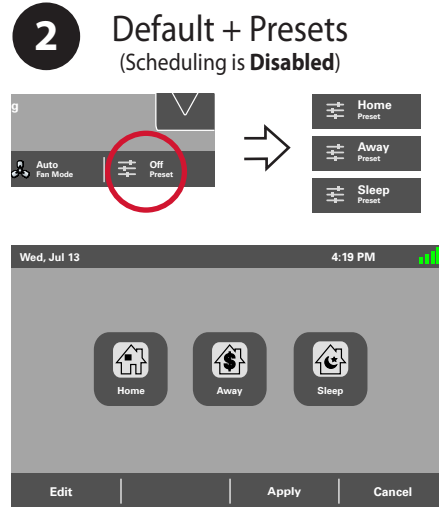 2
Default + Presets
(Scheduling is Disabled)
g
Auto
Fan Mode
Off
Preset
Home
Preset
Away
Preset
Sleep
Preset
Wed, Jul 13
4:19 PM
$
Home
Away
Sleep
Edit
Apply
Cancel